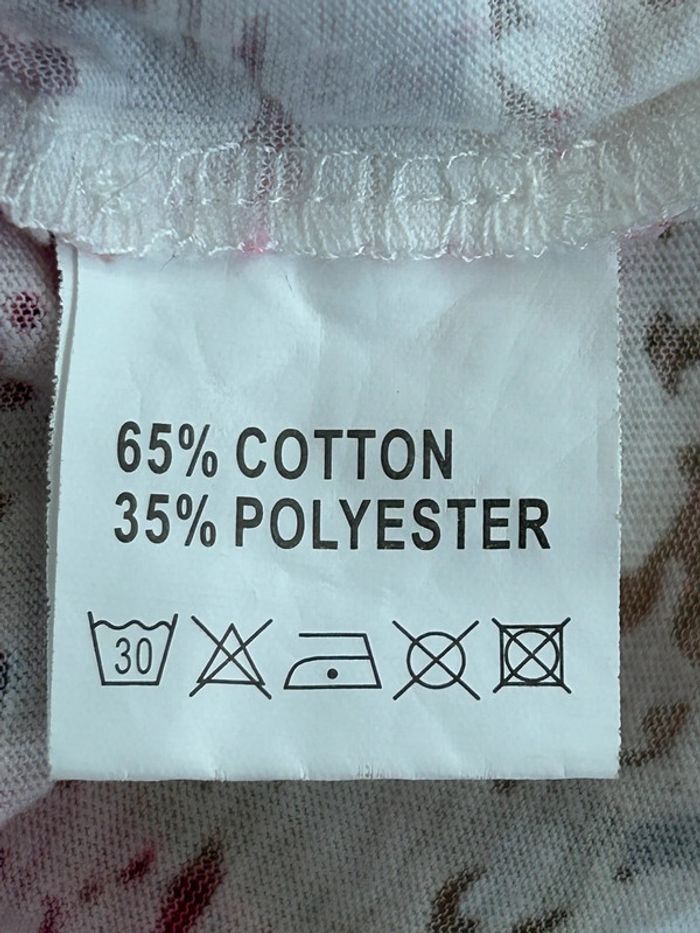 65% COTTON
35% POLYESTER
30